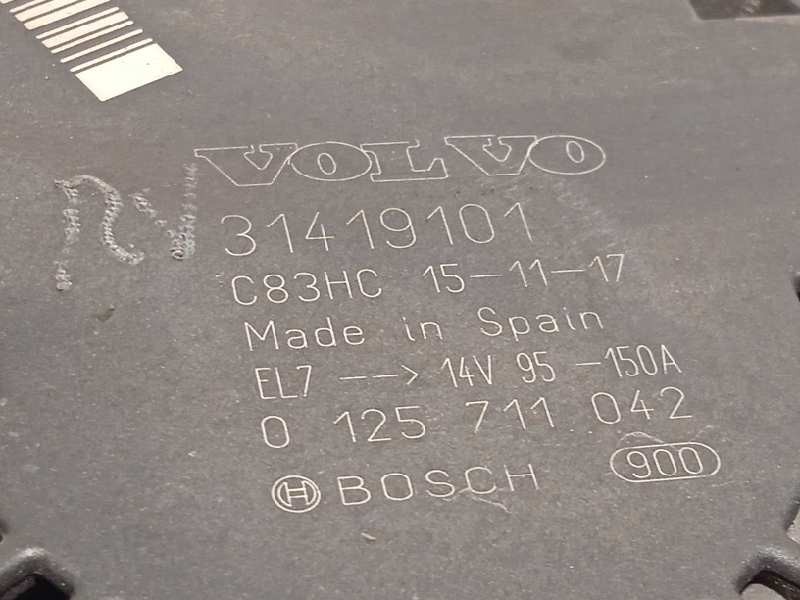 VOLVO
RV 31419101
C83HC 15-11-17
Made in Spain
EL7 --> 14V 95 -150A
0 125 711 042
H BOSCH 900